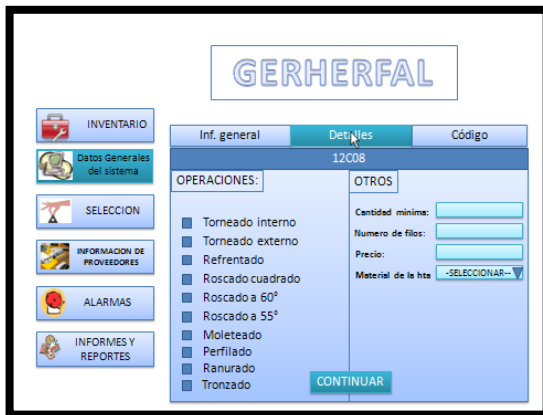 GERHERFAL
INVENTARIO
Datos Generales
del sistema
SELECCION
INFORMACION DE
PROVEEDORES
ALARMAS
INFORMES Y
REPORTES
Inf. general
Detalles
Código
12C08
OPERACIONES:
Torneado interno
Torneado externo
Refrentado
Roscado cuadrado
Roscado a 60°
Roscado a 55°
Moleteado
Perfilado
Ranurado
Tronzado
OTROS
Cantidad minima:
Numero de filos:
Precio:
Material de la hta
-SELECCIONAR--
CONTINUAR